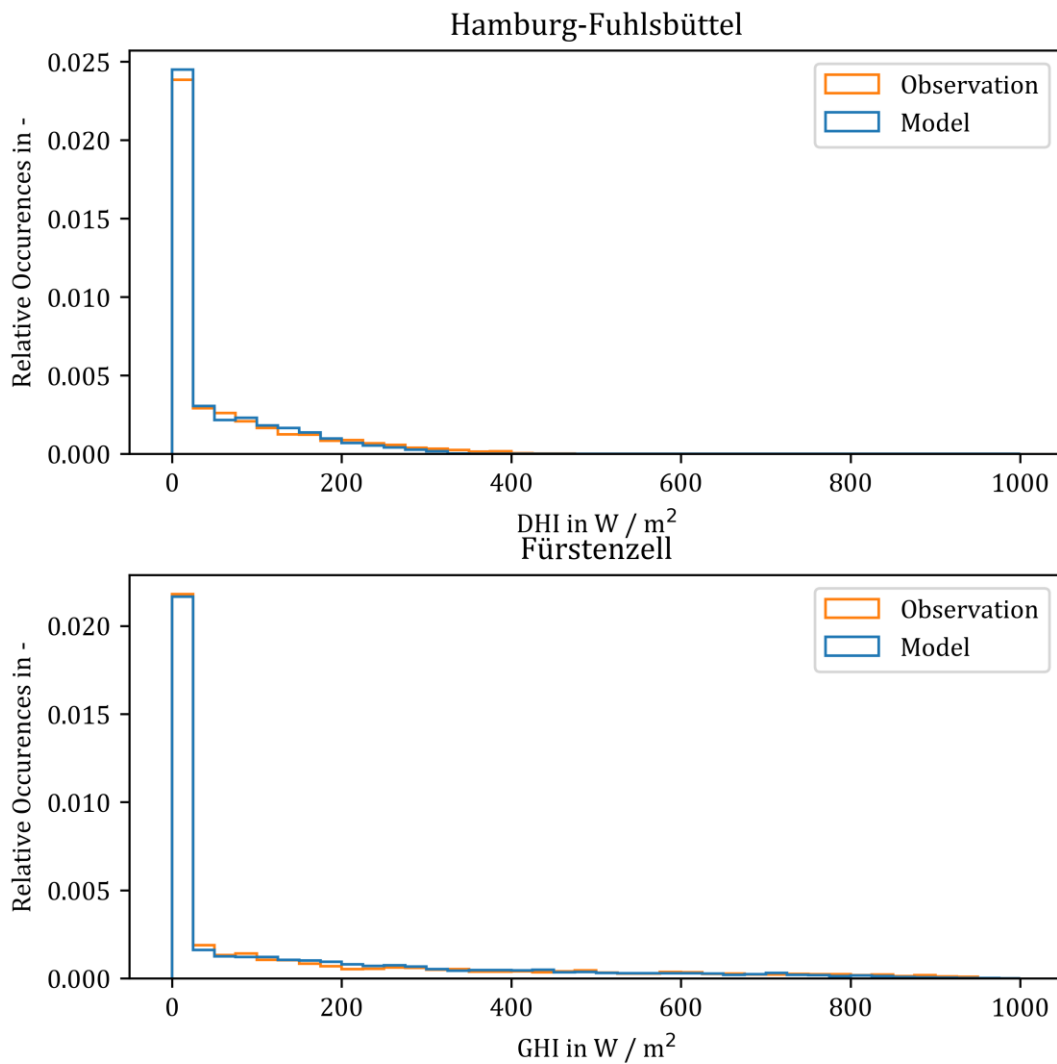 Hamburg-Fuhlsbüttel
0.025
0.020
0.015
0.010
0.005
0.000
Relative Occurences in -
Observation
Model
0 200 400 600 800 1000
DHI in W / m²
Fürstenzell
0.020
0.015
0.010
0.005
0.000
Relative Occurences in -
Observation
Model
0 200 400 600 800 1000
GHI in W / m²